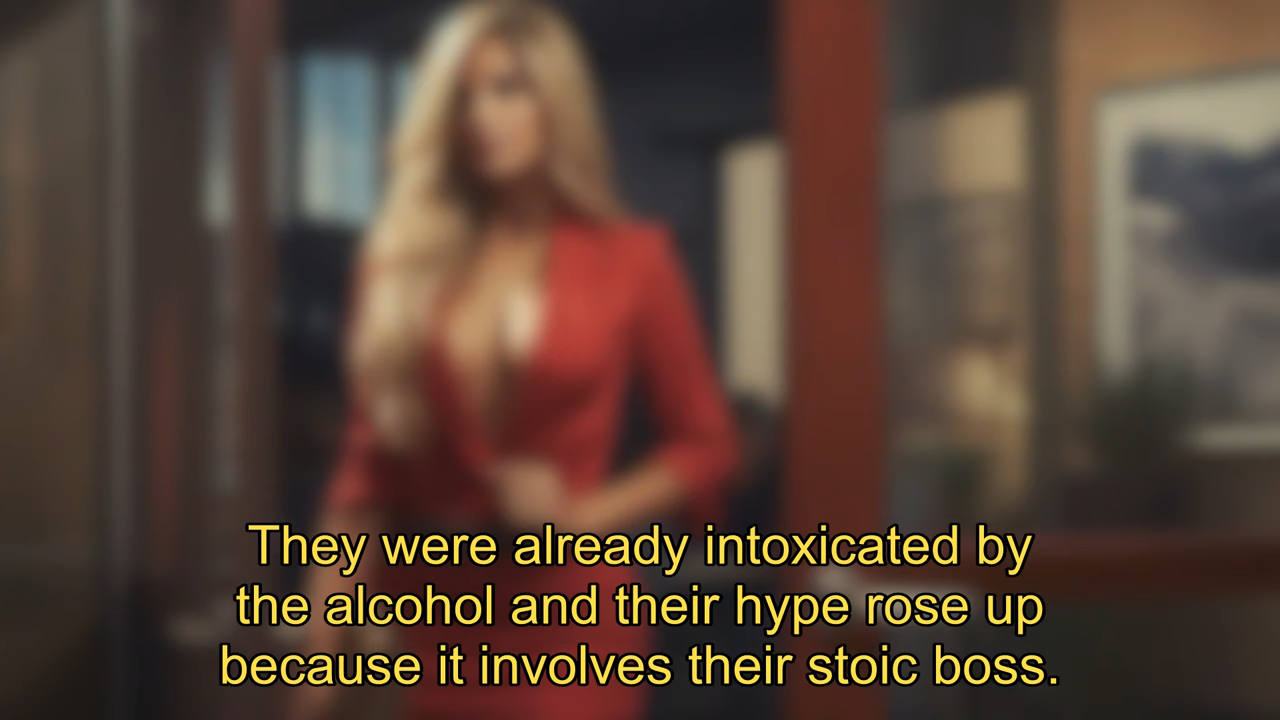 They were already intoxicated by
the alcohol and their hype rose up
because it involves their stoic boss.